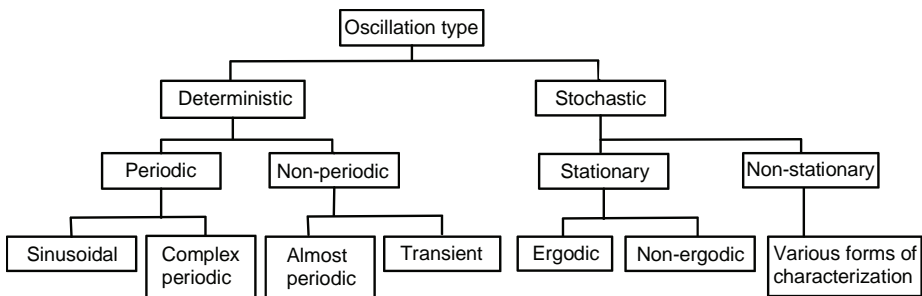 Oscillation type
Deterministic
Stochastic
Periodic
Non-periodic
Stationary
Non-stationary
Sinusoidal
Complex
periodic
Almost
periodic
Transient
Ergodic
Non-ergodic
Various forms of
characterization